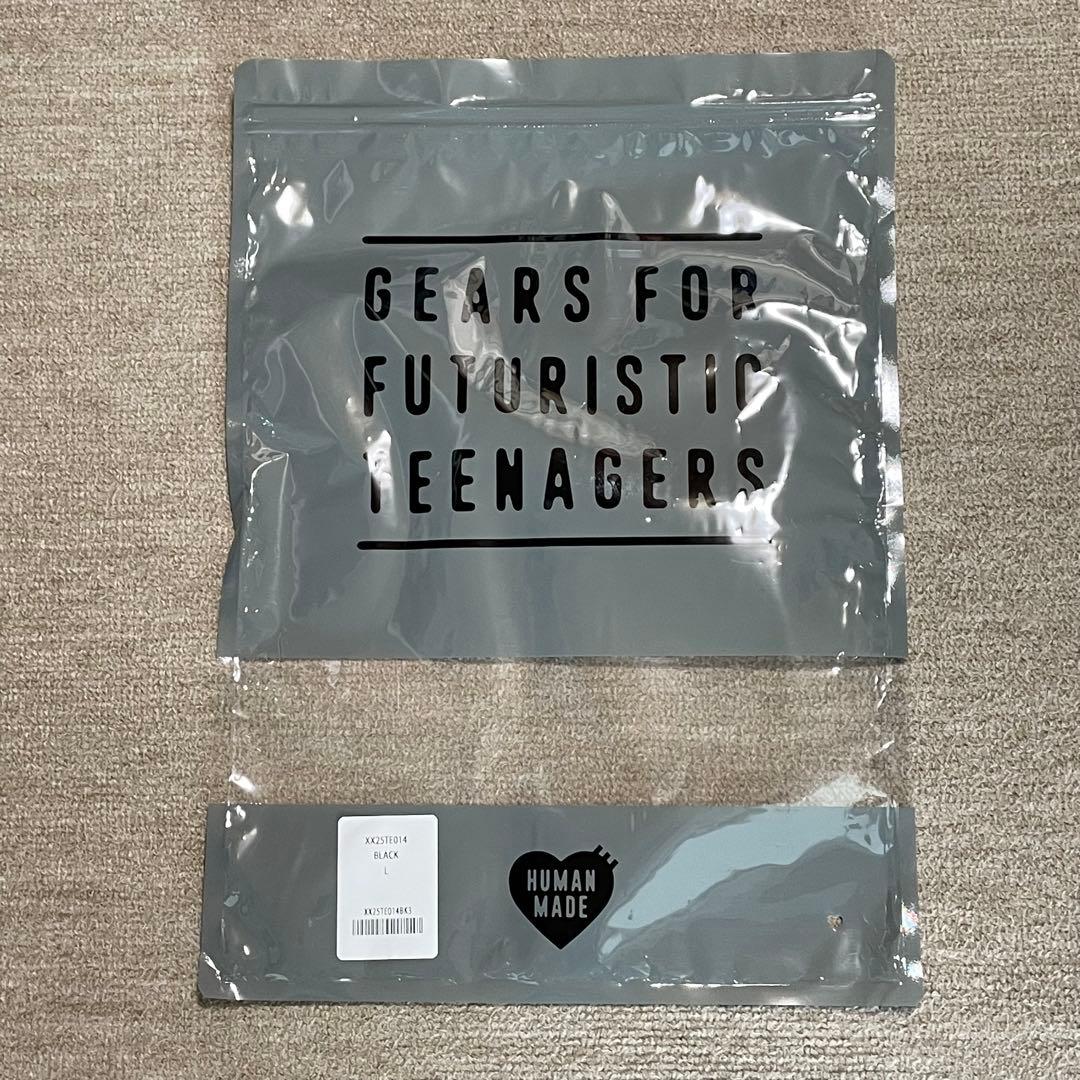 GEARS FOR
FUTURISTIC
TEENAGERS
XX25TE014
BLACK
L
XX25TE014BK3
HUMAN
MADE